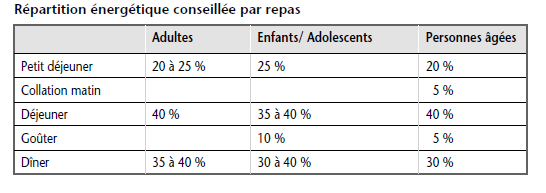 Répartition énergétique conseillée par repas
Adultes Enfants/ Adolescents Personnes âgées
Petit déjeuner 20 à 25 % 25 % 20 %
Collation matin 5 %
Déjeuner 40 % 35 à 40 % 40 %
Goûter 10 % 5 %
Dîner 35 à 40 % 30 à 40 % 30 %